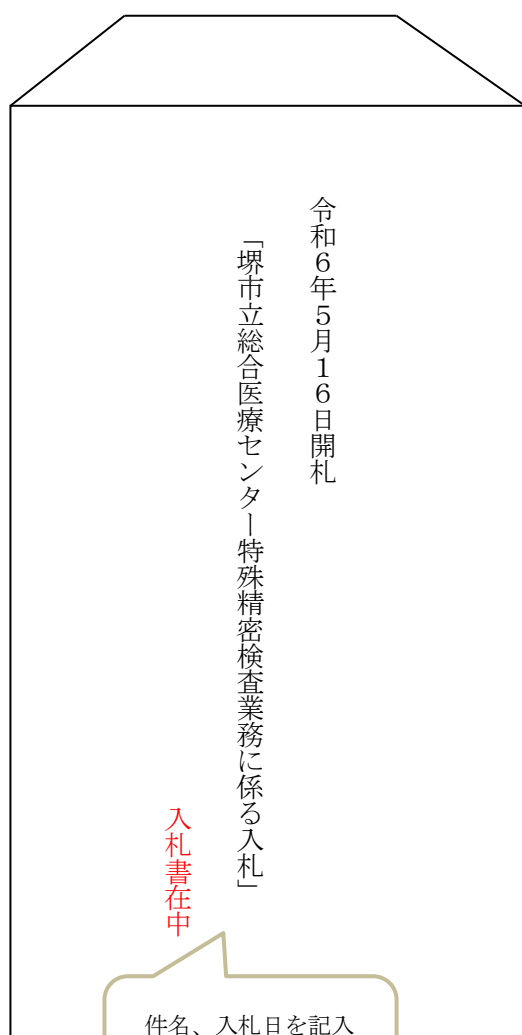 令和６年５月１６日開札
「堺市立総合医療センター特殊精密検査業務に係る入札」
入札書在中
件名、入札日を記入